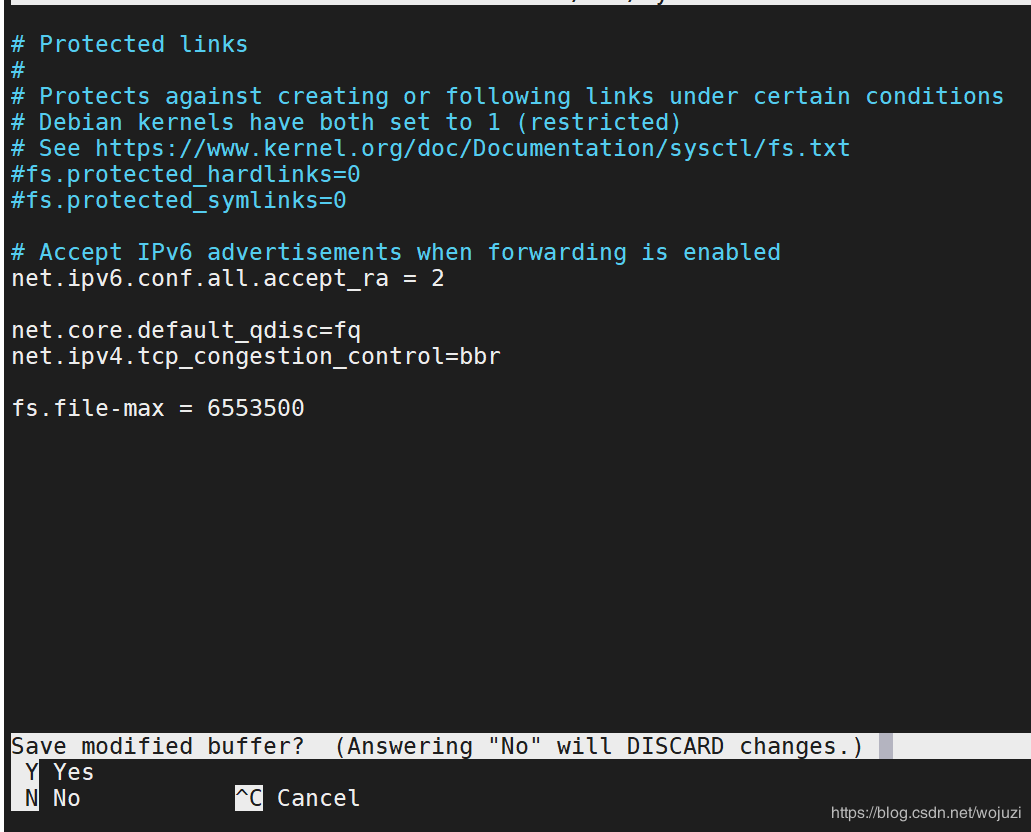 # Protected links
#
# Protects against creating or following links under certain conditions
# Debian kernels have both set to 1 (restricted)
# See https://www.kernel.org/doc/Documentation/sysctl/fs.txt
#fs.protected_hardlinks=0
#fs.protected_symlinks=0
# Accept IPv6 advertisements when forwarding is enabled
net.ipv6.conf.all.accept_ra = 2
net.core.default_qdisc=fq
net.ipv4.tcp_congestion_control=bbr
fs.file-max = 6553500
Save modified buffer?  (Answering "No" will DISCARD changes.)
Y Yes
N No ^C Cancel
https://blog.csdn.net/wojuzi